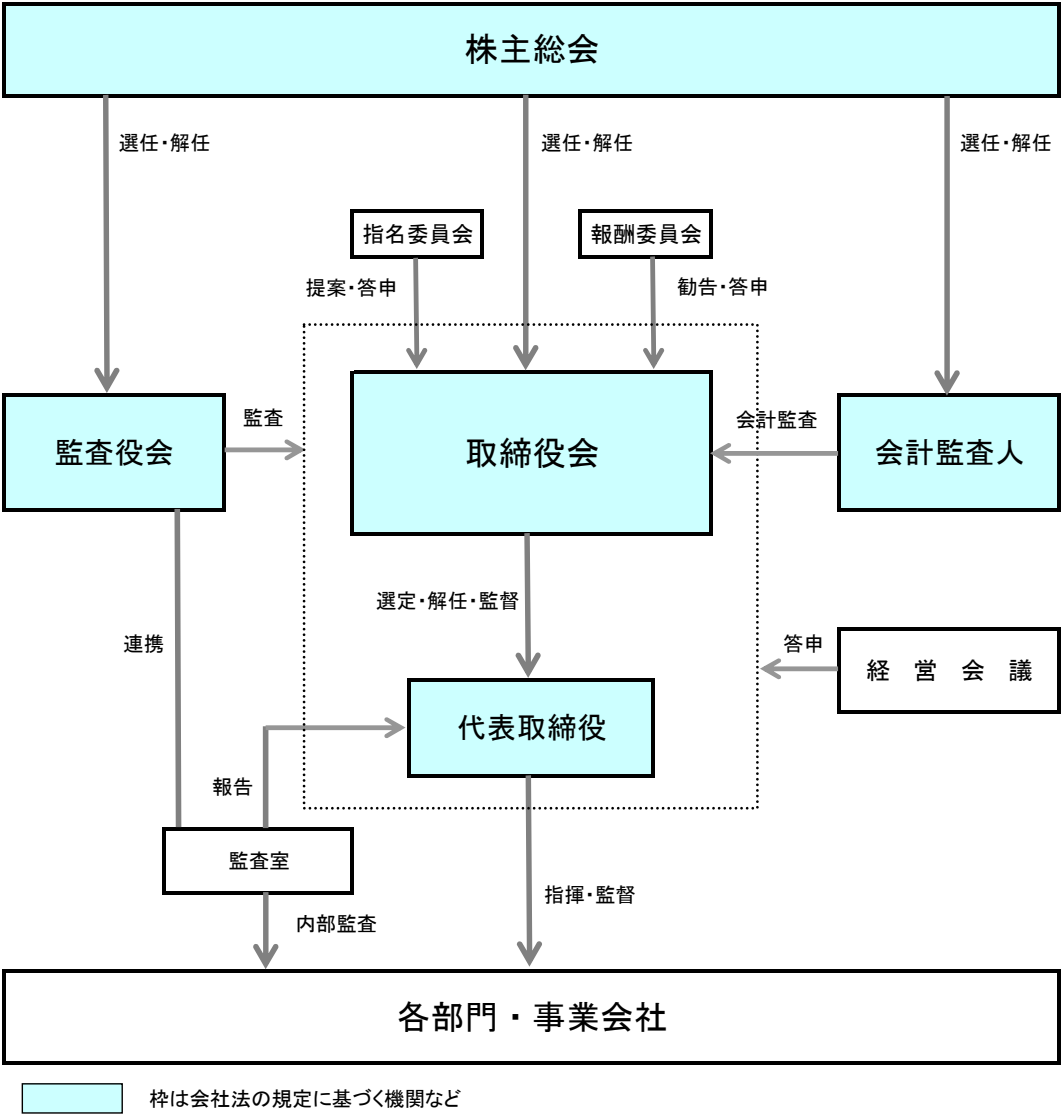 株主総会
選任・解任
選任・解任
選任・解任
指名委員会
報酬委員会
提案・答申
勧告・答申
監査役会
監査
取締役会
会計監査
会計監査人
選定・解任・監督
連携
答申
経 営 会 議
代表取締役
報告
監査室
指揮・監督
内部監査
各部門・事業会社
枠は会社法の規定に基づく機関など